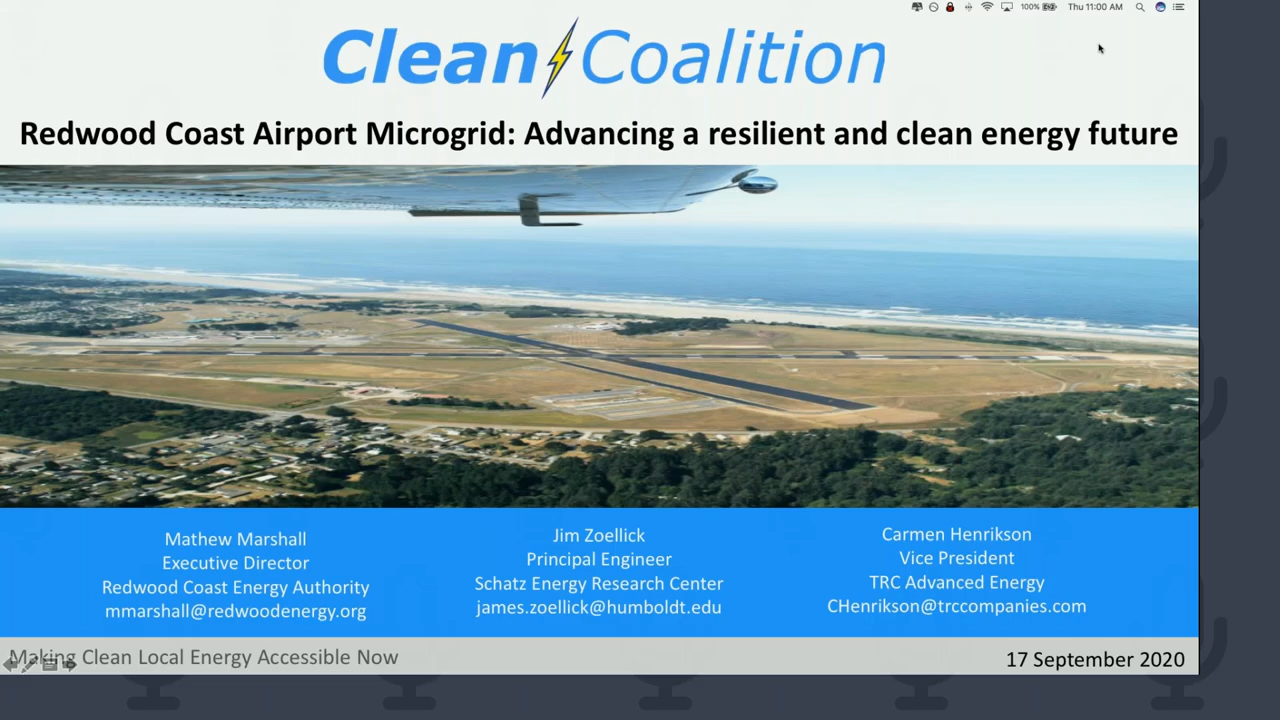 100%
Thu 11:00 AM
Clean Coalition
Redwood Coast Airport Microgrid: Advancing a resilient and clean energy future
Mathew Marshall
Executive Director
Redwood Coast Energy Authority
mmarshall@redwoodenergy.org
Jim Zoellick
Principal Engineer
Schatz Energy Research Center
james.zoellick@humboldt.edu
Carmen Henrikson
Vice President
TRC Advanced Energy
CHenrikson@trccompanies.com
Making Clean Local Energy Accessible Now
17 September 2020